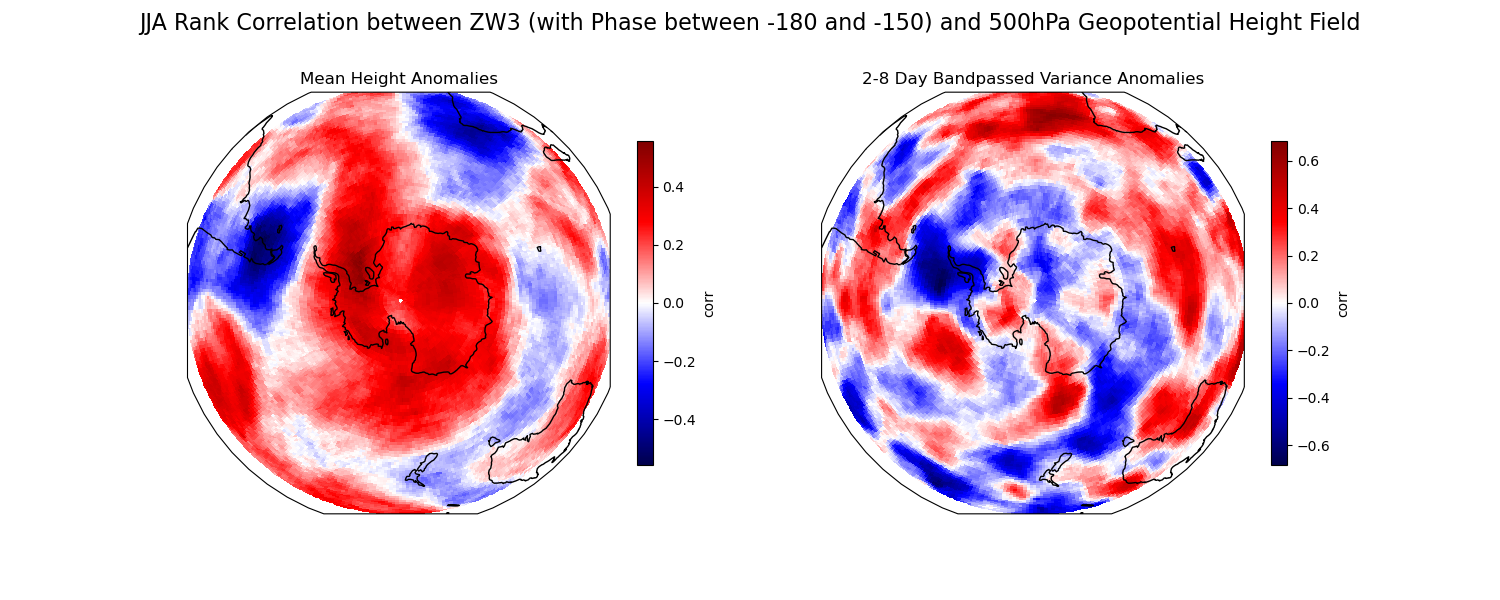 JJA Rank Correlation between ZW3 (with Phase between -180 and -150) and 500hPa Geopotential Height Field
Mean Height Anomalies
0.4
0.2
0.0
−0.2
−0.4
corr
2-8 Day Bandpassed Variance Anomalies
0.6
0.4
0.2
0.0
−0.2
−0.4
−0.6
corr